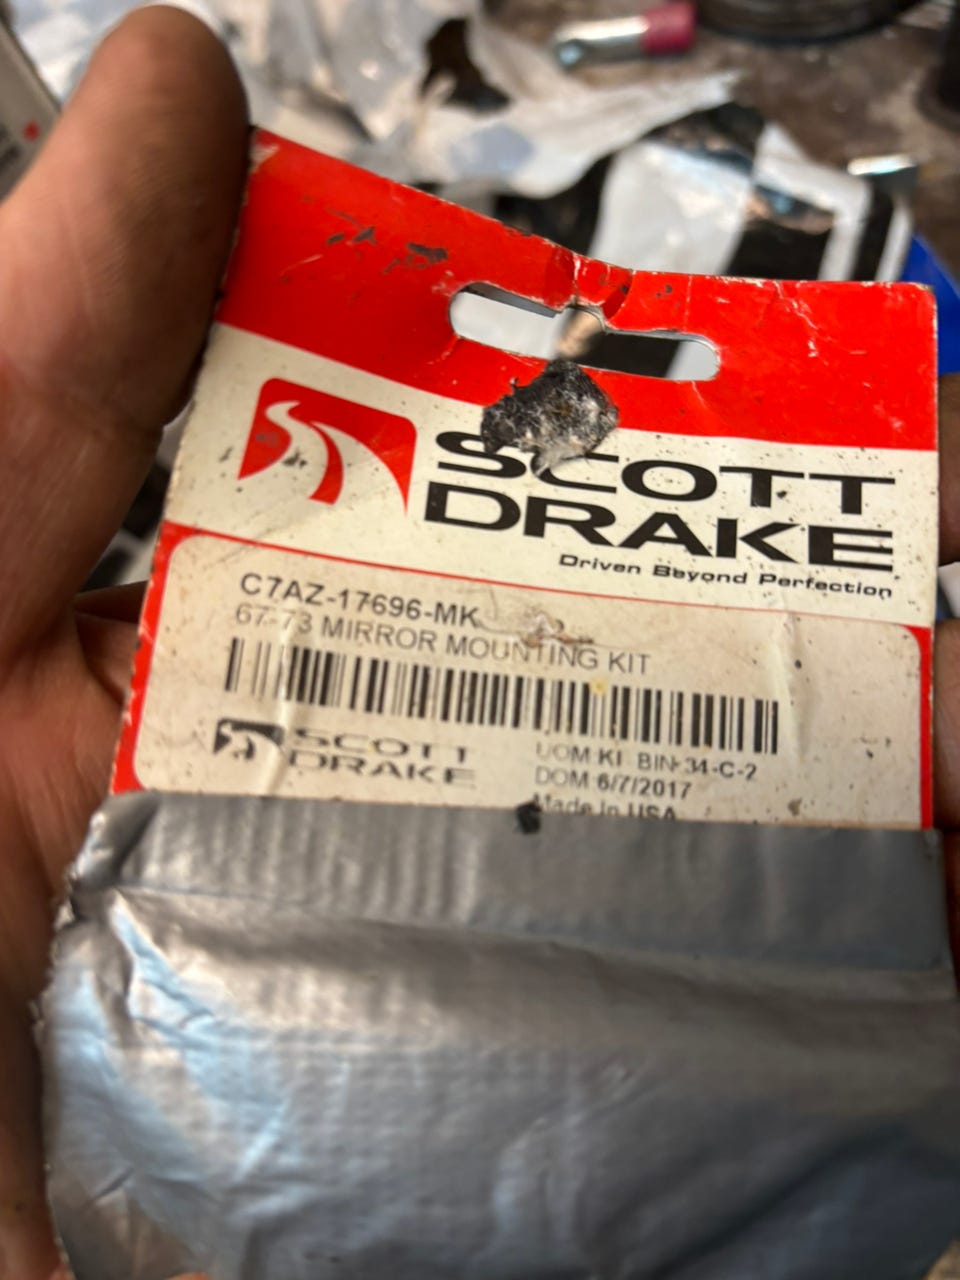 SCOTT
DRAKE
Driven Beyond Perfection
C7AZ-17696-MK
67-73 MIRROR MOUNTING KIT
SCOTT
DRAKE
UOM KI BIN 34-C-2
DOM 6/7/2017
Made In USA